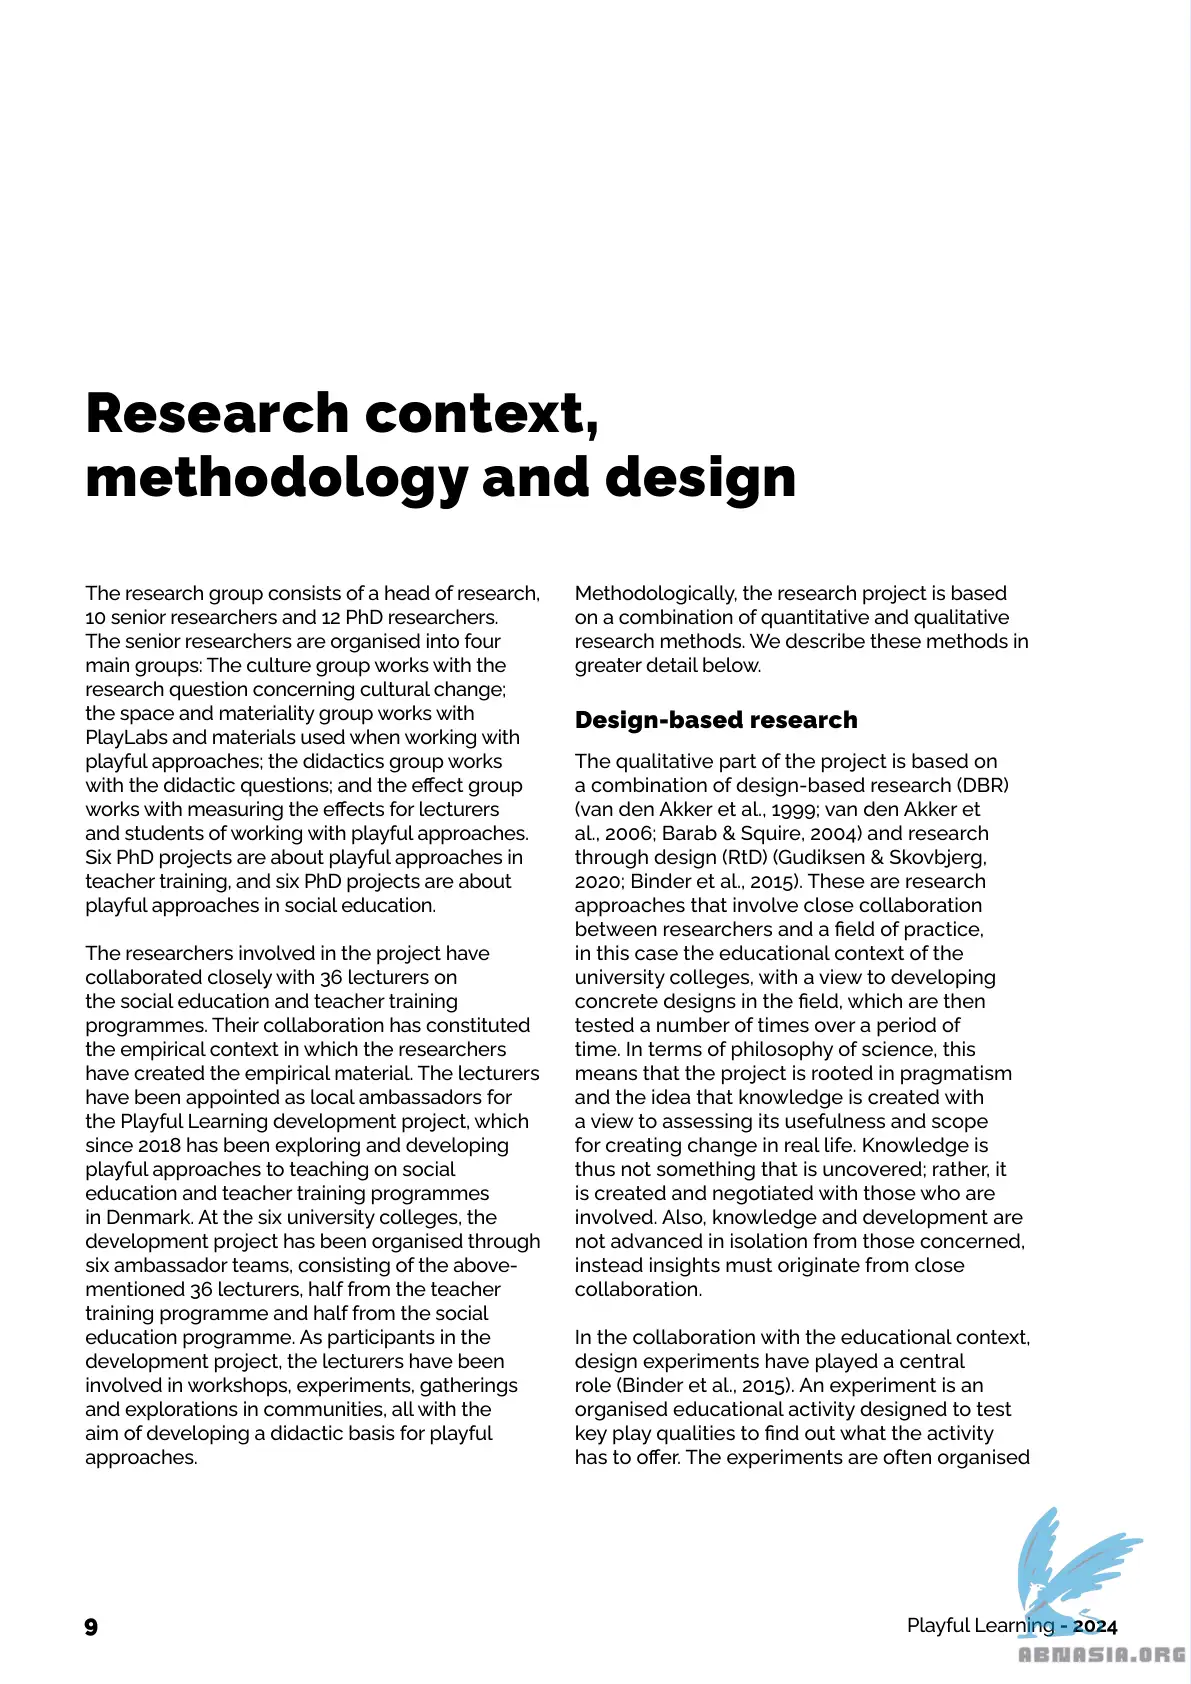 Research context,
methodology and design
The research group consists of a head of research,
10 senior researchers and 12 PhD researchers.
The senior researchers are organised into four
main groups: The culture group works with the
research question concerning cultural change;
the space and materiality group works with
PlayLabs and materials used when working with
playful approaches; the didactics group works
with the didactic questions; and the effect group
works with measuring the effects for lecturers
and students of working with playful approaches.
Six PhD projects are about playful approaches in
teacher training, and six PhD projects are about
playful approaches in social education.
The researchers involved in the project have
collaborated closely with 36 lecturers on
the social education and teacher training
programmes. Their collaboration has constituted
the empirical context in which the researchers
have created the empirical material. The lecturers
have been appointed as local ambassadors for
the Playful Learning development project, which
since 2018 has been exploring and developing
playful approaches to teaching on social
education and teacher training programmes
in Denmark. At the six university colleges, the
development project has been organised through
six ambassador teams, consisting of the above-
mentioned 36 lecturers, half from the teacher
training programme and half from the social
education programme. As participants in the
development project, the lecturers have been
involved in workshops, experiments, gatherings
and explorations in communities, all with the
aim of developing a didactic basis for playful
approaches.
Methodologically, the research project is based
on a combination of quantitative and qualitative
research methods. We describe these methods in
greater detail below.
Design-based research
The qualitative part of the project is based on
a combination of design-based research (DBR)
(van den Akker et al., 1999; van den Akker et
al., 2006; Barab & Squire, 2004) and research
through design (RtD) (Gudiksen & Skovbjerg,
2020; Binder et al., 2015). These are research
approaches that involve close collaboration
between researchers and a field of practice,
in this case the educational context of the
university colleges, with a view to developing
concrete designs in the field, which are then
tested a number of times over a period of
time. In terms of philosophy of science, this
means that the project is rooted in pragmatism
and the idea that knowledge is created with
a view to assessing its usefulness and scope
for creating change in real life. Knowledge is
thus not something that is uncovered; rather, it
is created and negotiated with those who are
involved. Also, knowledge and development are
not advanced in isolation from those concerned,
instead insights must originate from close
collaboration.
In the collaboration with the educational context,
design experiments have played a central
role (Binder et al., 2015). An experiment is an
organised educational activity designed to test
key play qualities to find out what the activity
has to offer. The experiments are often organised
9
Playful Learning - 2024
ABNASIA.ORG